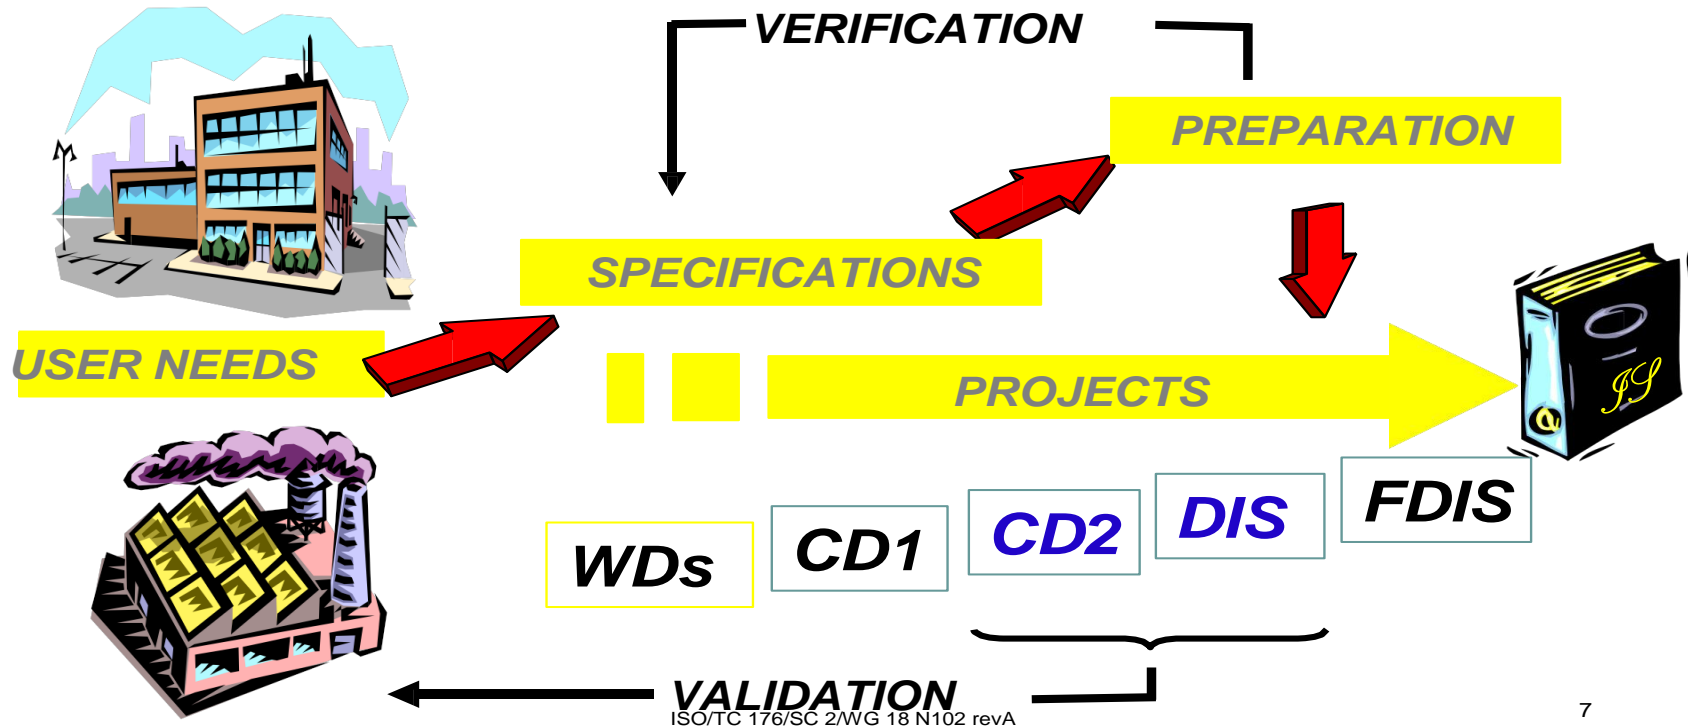 VERIFICATION
PREPARATION
SPECIFICATIONS
USER NEEDS
PROJECTS
IS
WDs
CD1
CD2
DIS
FDIS
VALIDATION
ISO/TC 176/SC 2/WG 18 N102 revA
7